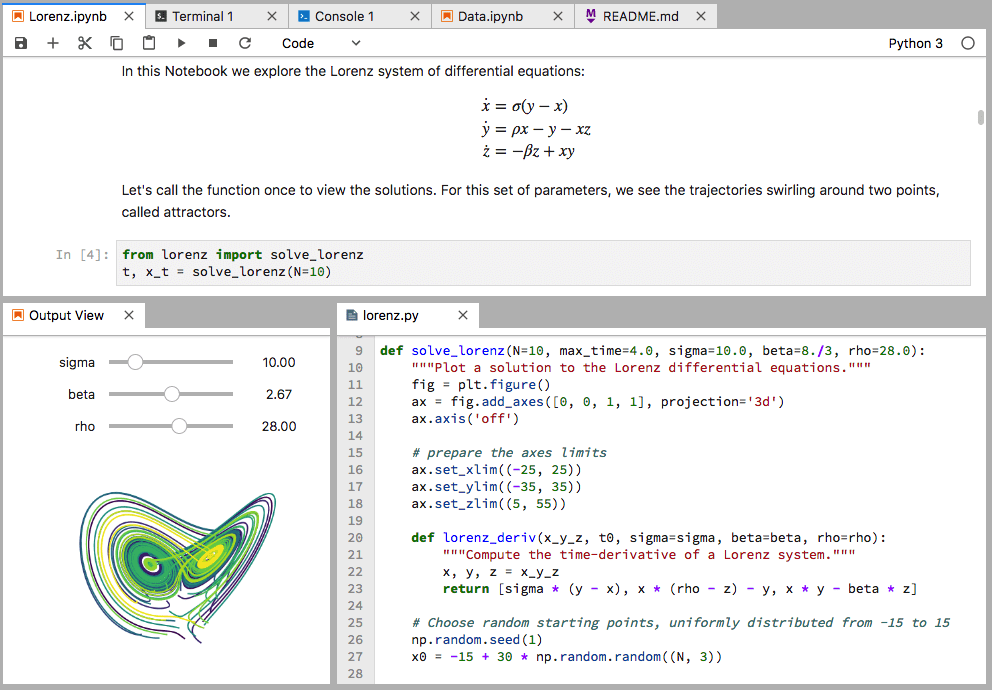 Lorenz.ipynb Terminal 1 Console 1 Data.ipynb README.md
Code Python 3
In this Notebook we explore the Lorenz system of differential equations:
ẋ = σ(y − x)
ẏ = ρx − y − xz
ż = −βz + xy
Let's call the function once to view the solutions. For this set of parameters, we see the trajectories swirling around two points,
called attractors.
In [4]: from lorenz import solve_lorenz
t, x_t = solve_lorenz(N=10)
Output View
sigma 10.00
beta 2.67
rho 28.00
lorenz.py
8
9 def solve_lorenz(N=10, max_time=4.0, sigma=10.0, beta=8./3, rho=28.0):
10 """Plot a solution to the Lorenz differential equations."""
11 fig = plt.figure()
12 ax = fig.add_axes([0, 0, 1, 1], projection='3d')
13 ax.axis('off')
14
15 # prepare the axes limits
16 ax.set_xlim((-25, 25))
17 ax.set_ylim((-35, 35))
18 ax.set_zlim((5, 55))
19
20 def lorenz_deriv(x_y_z, t0, sigma=sigma, beta=beta, rho=rho):
21 """Compute the time-derivative of a Lorenz system."""
22 x, y, z = x_y_z
23 return [sigma * (y - x), x * (rho - z) - y, x * y - beta * z]
24
25 # Choose random starting points, uniformly distributed from -15 to 15
26 np.random.seed(1)
27 x0 = -15 + 30 * np.random.random((N, 3))
28